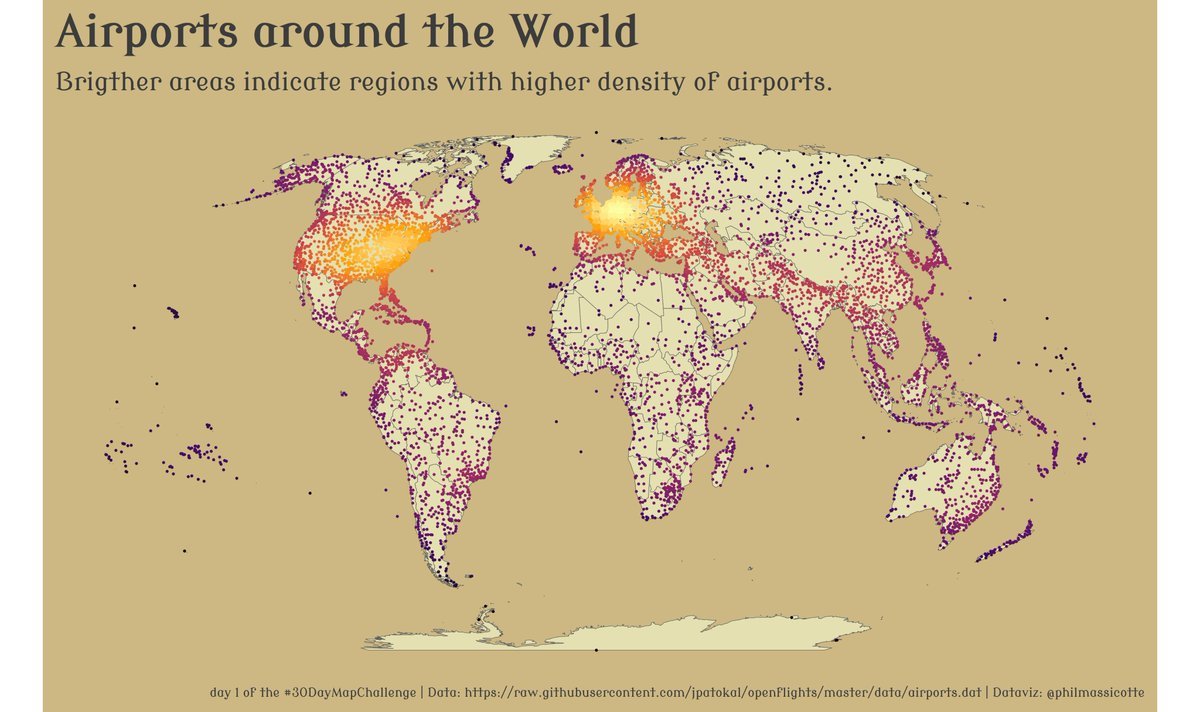 Airports around the World
Brigther areas indicate regions with higher density of airports.
day 1 of the #30DayMapChallenge | Data: https://raw.githubusercontent.com/jpatokal/openflights/master/data/airports.dat | Dataviz: @philmassicotte